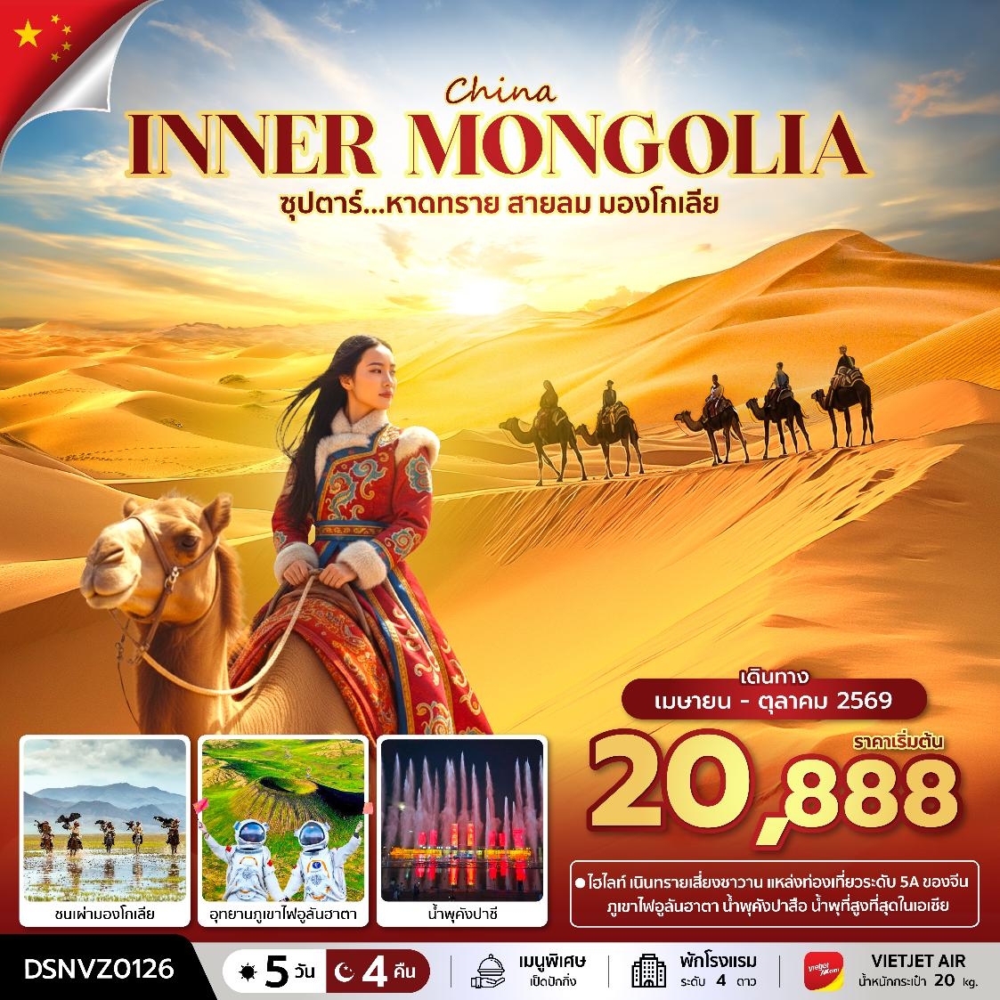 China
INNER MONGOLIA
ซุปตาร์...หาดทราย สายลม มองโกเลีย
เดินทาง
เมษายน - ตุลาคม 2569
ราคาเริ่มต้น
20,888
ชนเผ่ามองโกเลีย
อุทยานภูเขาไฟอูลันฮาตา
น้ำพุคังปาชี
● ไฮไลท์ เนินทรายเสี่ยงซาวาน แหล่งท่องเที่ยวระดับ 5A ของจีน
ภูเขาไฟอูลันฮาตา น้ำพุคังปาสือ น้ำพุที่สูงที่สุดในเอเชีย
DSNVZ0126
5 วัน 4 คืน
เมนูพิเศษ
เป็ดปักกิ่ง
พักโรงแรม
ระดับ 4 ดาว
vietjet Air.com
VIETJET AIR
น้ำหนักกระเป๋า 20 kg.